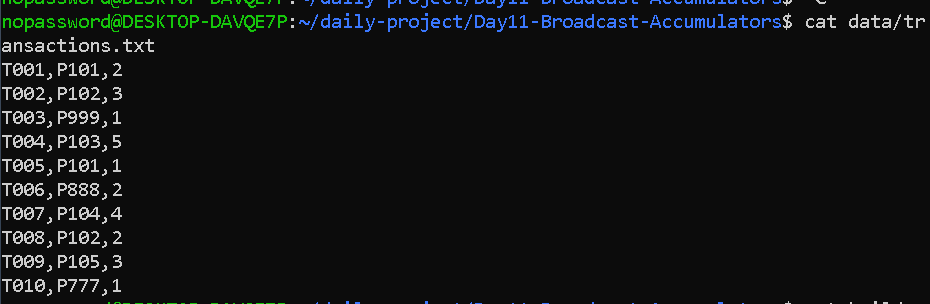 nopassword@DESKTOP-DAVQE7P:~/daily-project/Day11-Broadcast-Accumulators$
nopassword@DESKTOP-DAVQE7P:~/daily-project/Day11-Broadcast-Accumulators$ cat data/tr
ansactions.txt
T001,P101,2
T002,P102,3
T003,P999,1
T004,P103,5
T005,P101,1
T006,P888,2
T007,P104,4
T008,P102,2
T009,P105,3
T010,P777,1